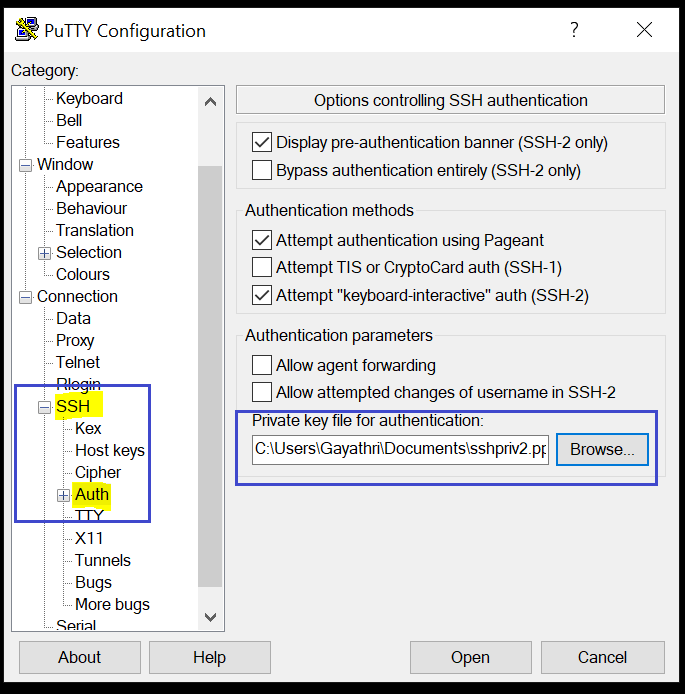 PuTTY Configuration
?
Category:
Keyboard
Bell
Features
Window
Appearance
Behaviour
Translation
Selection
Colours
Connection
Data
Proxy
Telnet
Rlogin
SSH
Kex
Host keys
Cipher
Auth
TTY
X11
Tunnels
Bugs
More bugs
Serial
Options controlling SSH authentication
Display pre-authentication banner (SSH-2 only)
Bypass authentication entirely (SSH-2 only)
Authentication methods
Attempt authentication using Pageant
Attempt TIS or CryptoCard auth (SSH-1)
Attempt "keyboard-interactive" auth (SSH-2)
Authentication parameters
Allow agent forwarding
Allow attempted changes of username in SSH-2
Private key file for authentication:
C:\Users\Gayathri\Documents\sshpriv2.pp
Browse...
About
Help
Open
Cancel